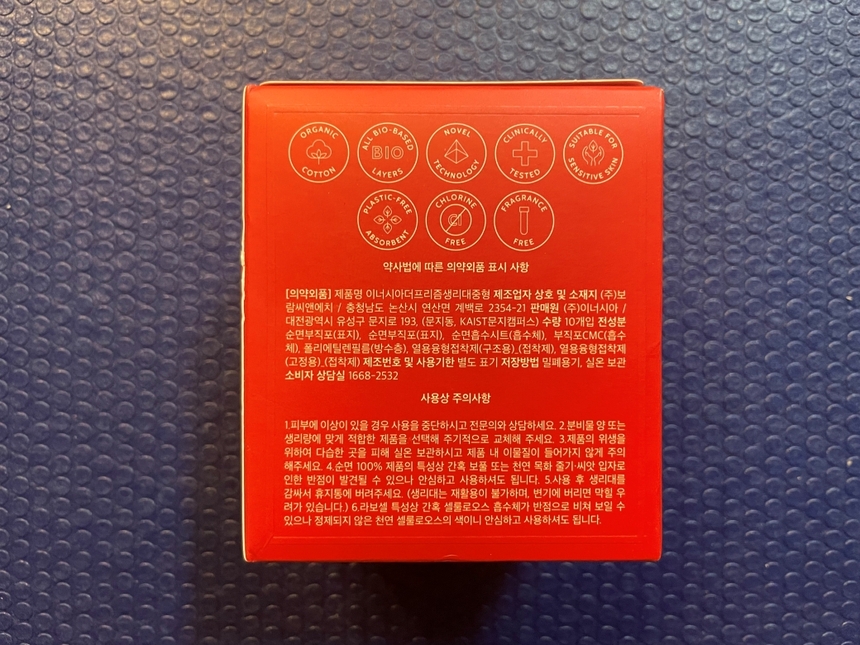 ORGANIC COTTON
ALL BIO-BASED BIO LAYERS
NOVEL TECHNOLOGY
CLINICALLY TESTED
SUITABLE FOR SENSITIVE SKIN
PLASTIC-FREE ABSORBENT
CHLORINE Cl FREE
FRAGRANCE FREE
약사법에 따른 의약외품 표시 사항
[의약외품] 제품명 이너시아더프리즘생리대중형 제조업자 상호 및 소재지 (주)보
람씨앤에치 / 충청남도 논산시 연산면 계백로 2354-21 판매원 (주)이너시아 /
대전광역시 유성구 문지로 193, (문지동, KAIST문지캠퍼스) 수량 10개입 전성분
순면부직포(표지), 순면부직포(표지), 순면흡수시트(흡수체), 부직포CMC(흡수
체), 폴리에틸렌필름(방수층), 열용융형접착제(구조용)_(접착제), 열용융형접착제
(고정용)_(접착제) 제조번호 및 사용기한 별도 표기 저장방법 밀폐용기, 실온 보관
소비자 상담실 1668-2532
사용상 주의사항
1.피부에 이상이 있을 경우 사용을 중단하시고 전문의와 상담하세요. 2.분비물 양 또는
생리량에 맞게 적합한 제품을 선택해 주기적으로 교체해 주세요. 3.제품의 위생을
위하여 다습한 곳을 피해 실온 보관하시고 제품 내 이물질이 들어가지 않게 주의
해주세요. 4.순면 100% 제품의 특성상 간혹 보풀 또는 천연 목화 줄기·씨앗 입자로
인한 반점이 발견될 수 있으나 안심하고 사용하셔도 됩니다. 5.사용 후 생리대를
감싸서 휴지통에 버려주세요. (생리대는 재활용이 불가하며, 변기에 버리면 막힐 우
려가 있습니다.) 6.라보셀 특성상 간혹 셀룰로오스 흡수체가 반점으로 비쳐 보일 수
있으나 정제되지 않은 천연 셀룰로오스의 색이니 안심하고 사용하셔도 됩니다.